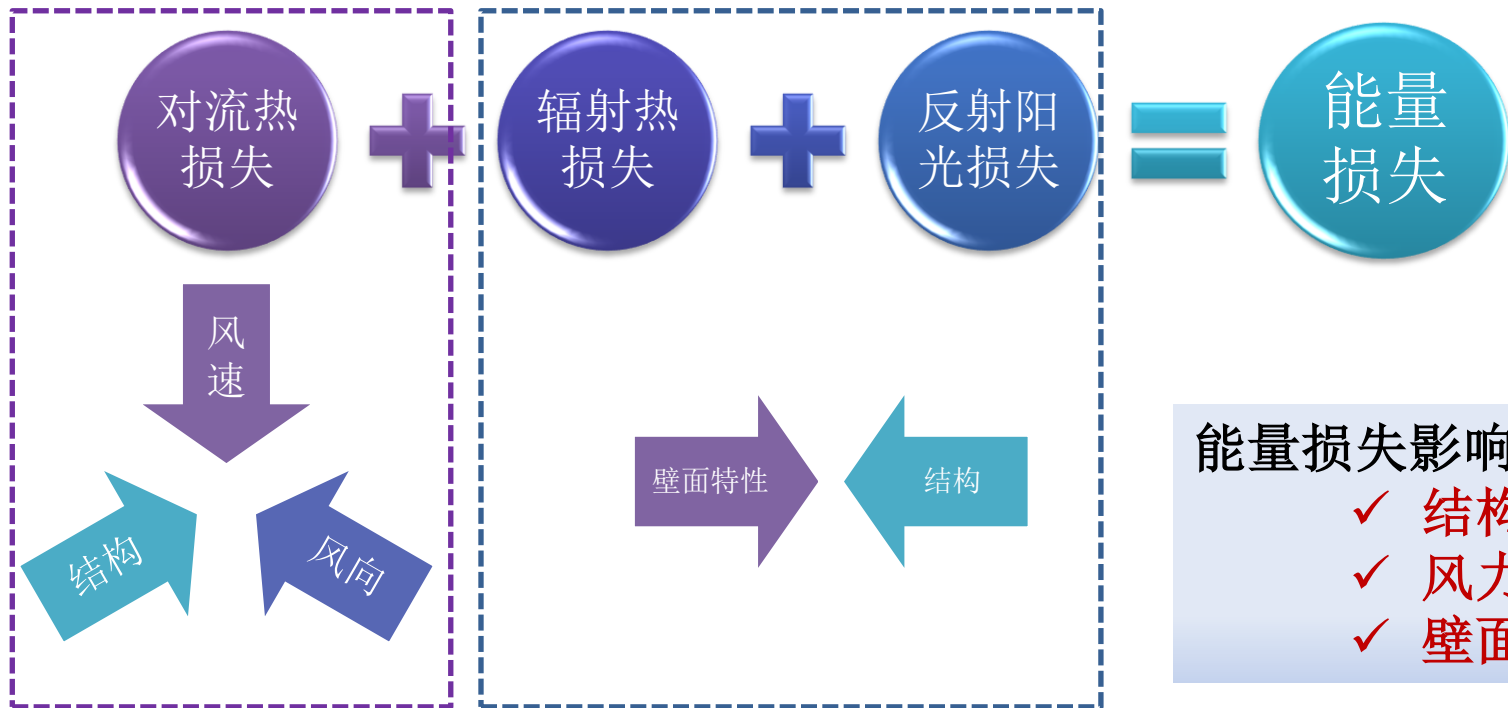 对流热
损失
辐射热
损失
反射阳
光损失
能量
损失
风
速
结构
风向
壁面特性
结构
能量损失影响
✓ 结构
✓ 风力
✓ 壁面